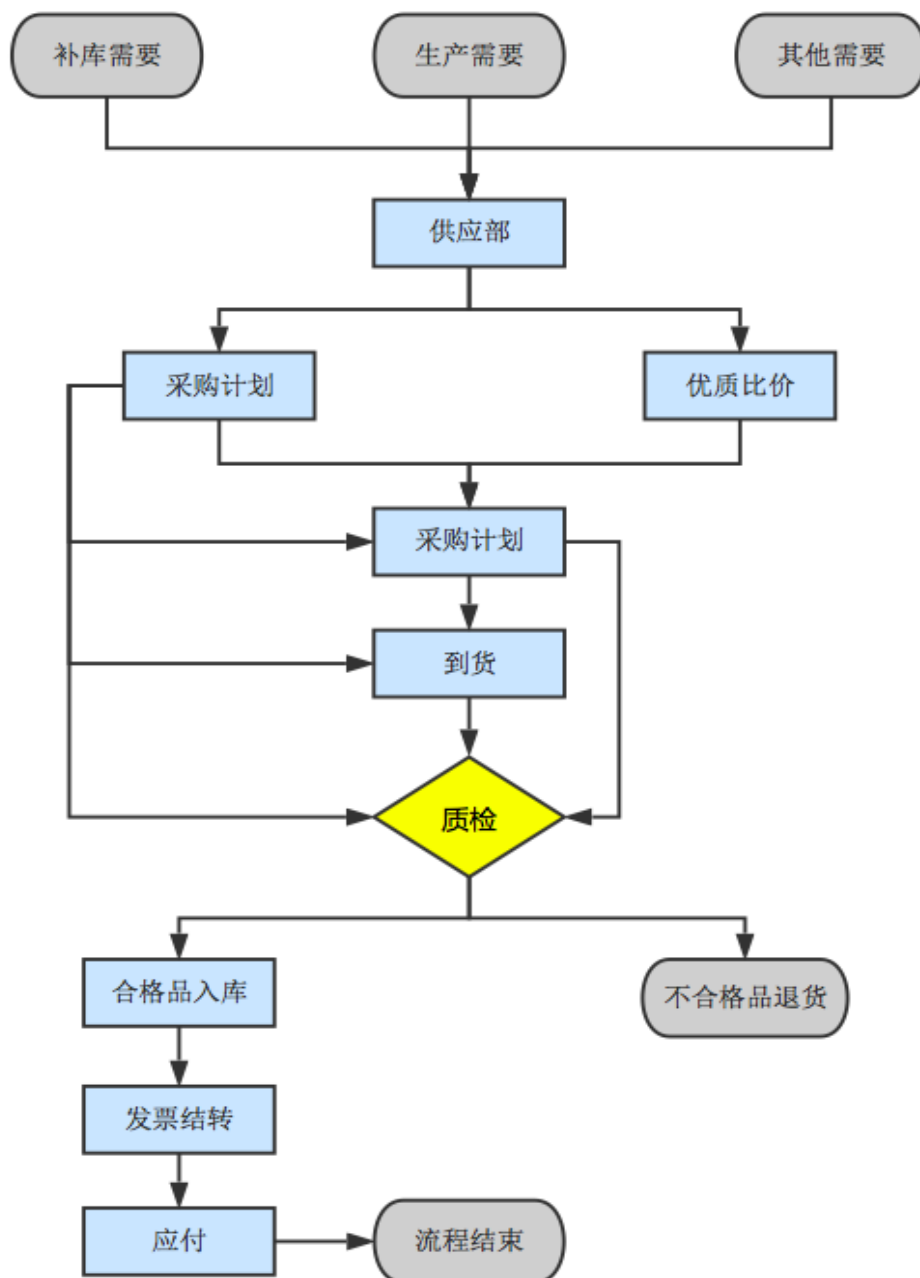 补库需要
生产需要
其他需要
供应部
采购计划
优质比价
采购计划
到货
质检
合格品入库
不合格品退货
发票结转
应付
流程结束